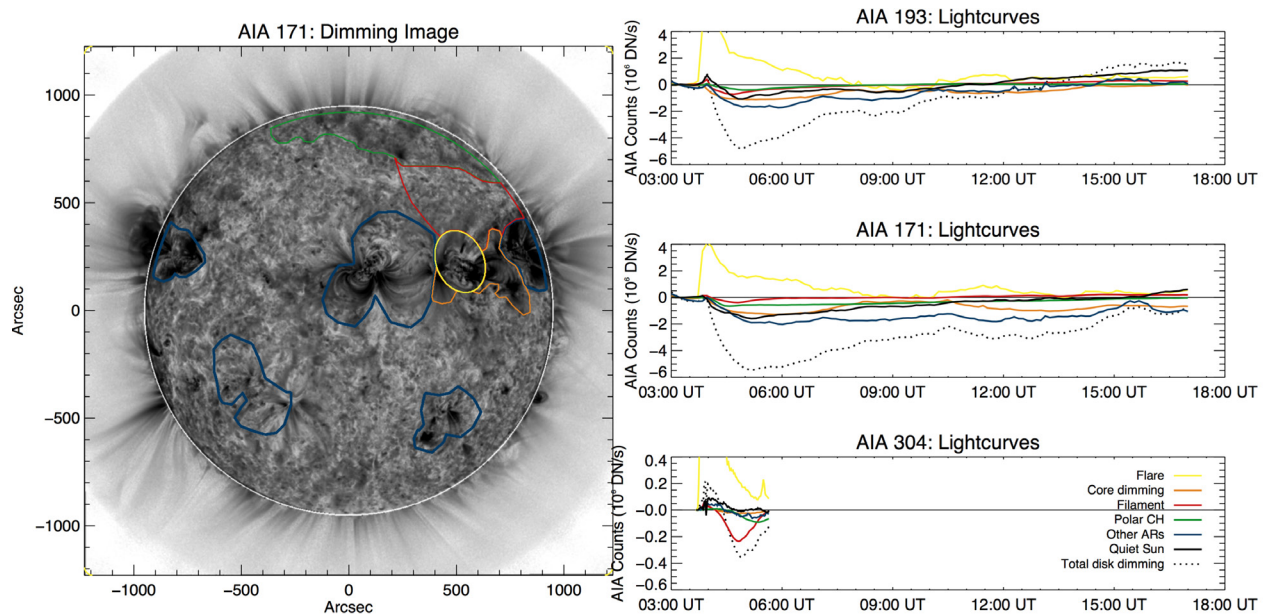 AIA 171: Dimming Image
1000
500
0
−500
−1000
Arcsec
−1000 −500 0 500 1000
Arcsec
AIA 193: Lightcurves
AIA Counts (10⁶ DN/s)
4
2
0
−2
−4
−6
03:00 UT 06:00 UT 09:00 UT 12:00 UT 15:00 UT 18:00 UT
AIA 171: Lightcurves
AIA Counts (10⁶ DN/s)
4
2
0
−2
−4
−6
03:00 UT 06:00 UT 09:00 UT 12:00 UT 15:00 UT 18:00 UT
AIA 304: Lightcurves
AIA Counts (10⁶ DN/s)
0.4
0.2
−0.0
−0.2
−0.4
−0.6
Flare
Core dimming
Filament
Polar CH
Other ARs
Quiet Sun
Total disk dimming
03:00 UT 06:00 UT 09:00 UT 12:00 UT 15:00 UT 18:00 UT